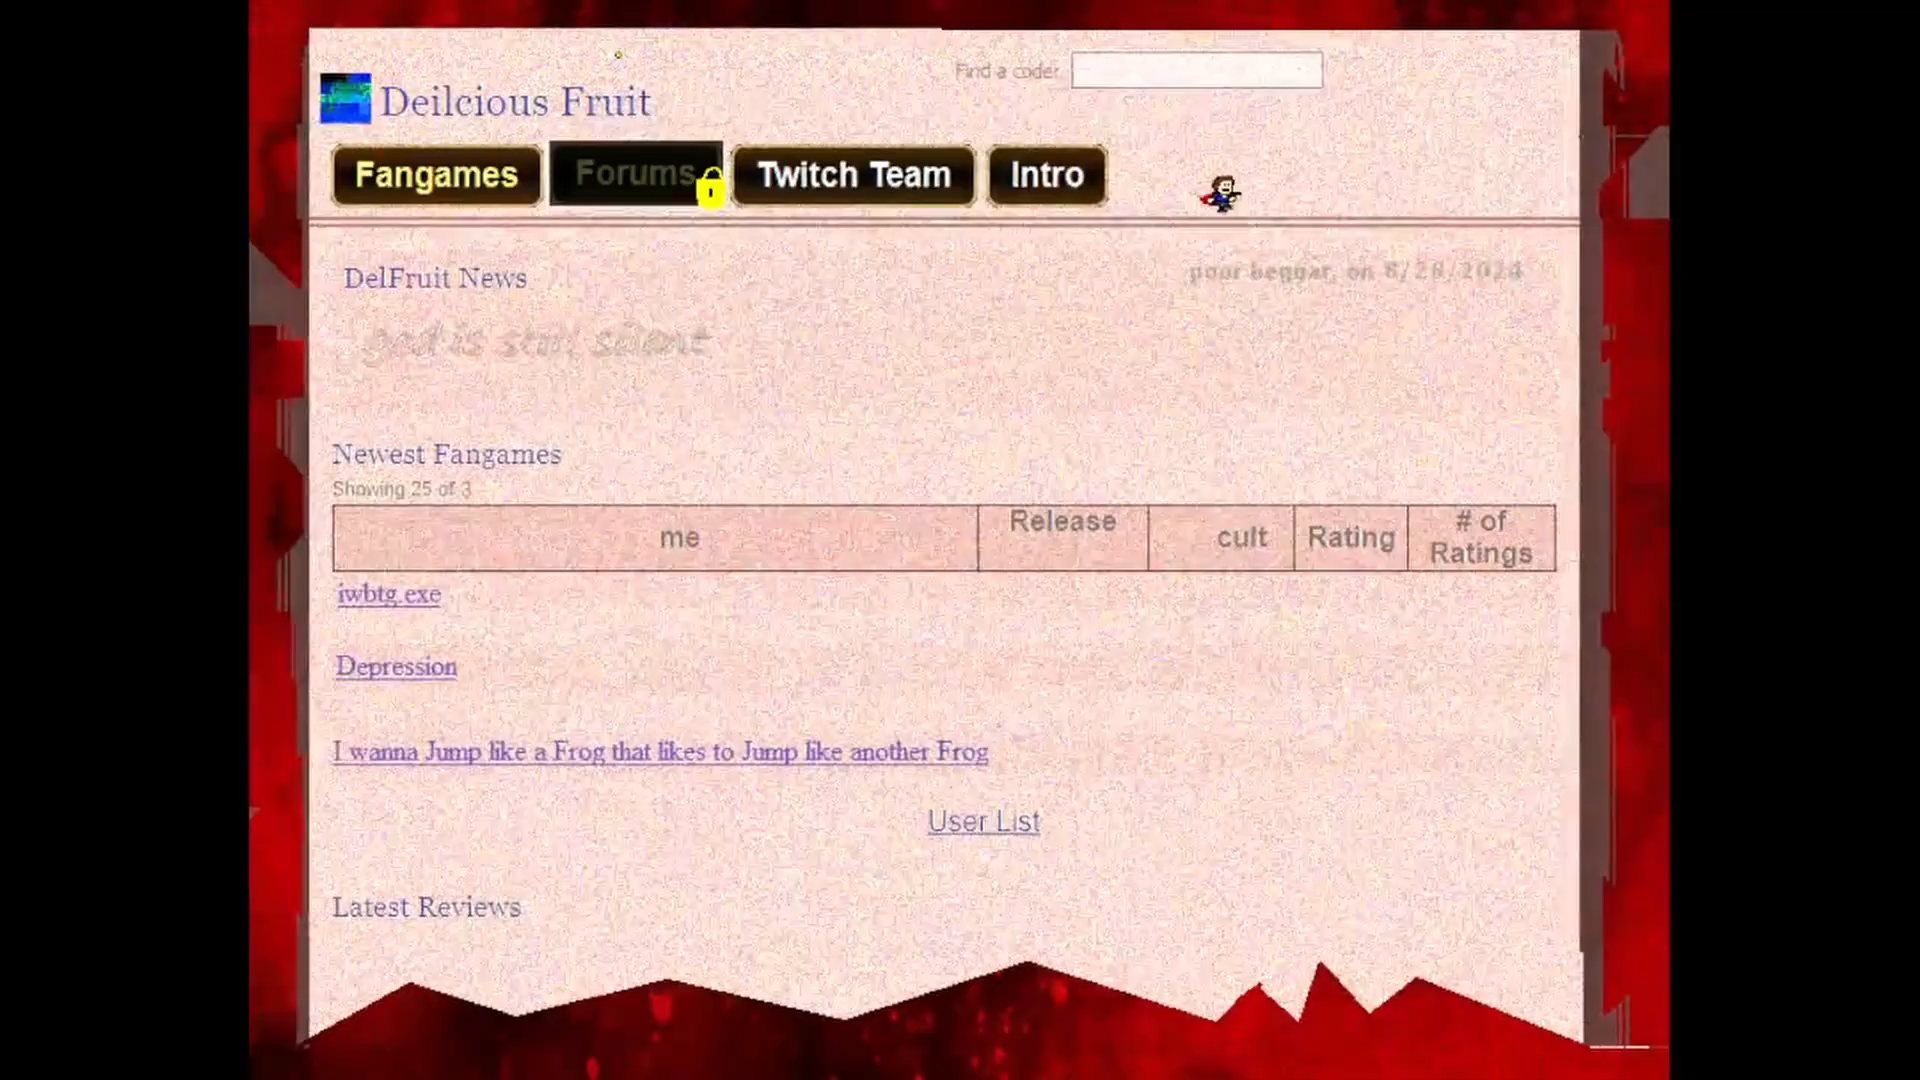 Find a coder
Deilcious Fruit
Fangames Forums Twitch Team Intro
DelFruit News
poor beggar, on 8/28/2024
god is still silent
Newest Fangames
Showing 25 of 3
me Release cult Rating # of Ratings
iwbtg.exe
Depression
I wanna Jump like a Frog that likes to Jump like another Frog
User List
Latest Reviews